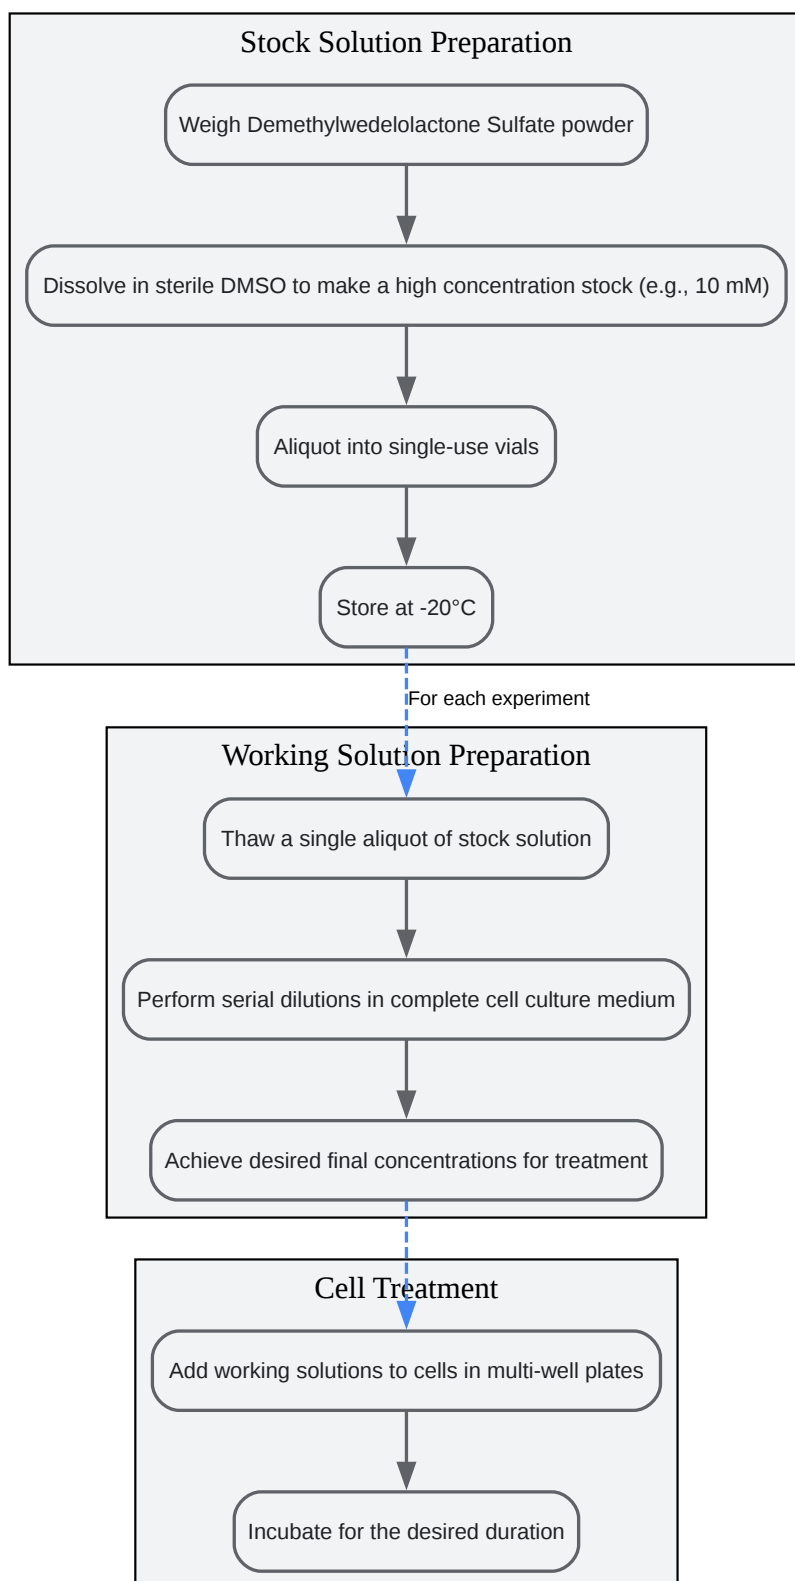 Stock Solution Preparation
Weigh Demethylwedelolactone Sulfate powder
Dissolve in sterile DMSO to make a high concentration stock (e.g., 10 mM)
Aliquot into single-use vials
Store at -20°C
For each experiment
Working Solution Preparation
Thaw a single aliquot of stock solution
Perform serial dilutions in complete cell culture medium
Achieve desired final concentrations for treatment
Cell Treatment
Add working solutions to cells in multi-well plates
Incubate for the desired duration